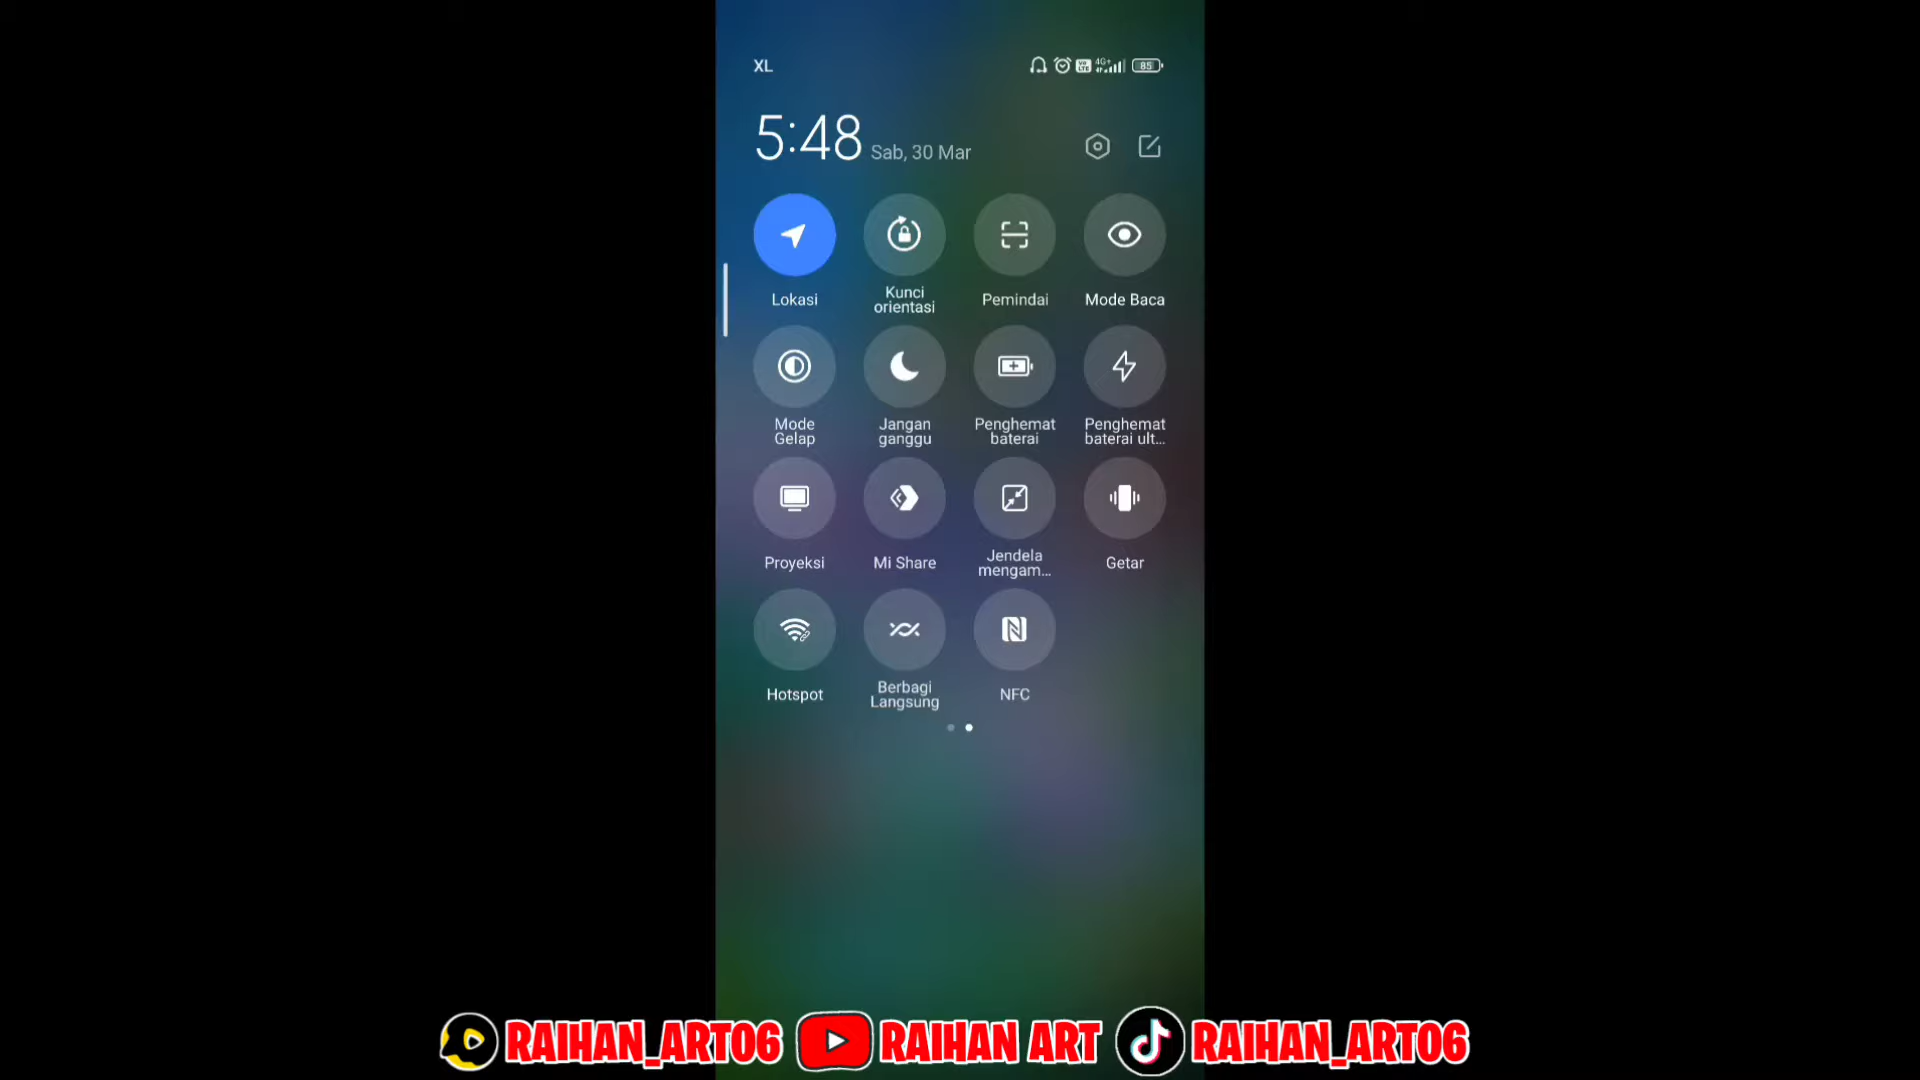 XL
85
5:48 Sab, 30 Mar
Lokasi
Kunci
orientasi
Pemindai
Mode Baca
Mode
Gelap
Jangan
ganggu
Penghemat
baterai
Penghemat
baterai ult...
Proyeksi
Mi Share
Jendela
mengam...
Getar
Hotspot
Berbagi
Langsung
NFC
RAIHAN_ART06 RAIHAN ART RAIHAN_ART06